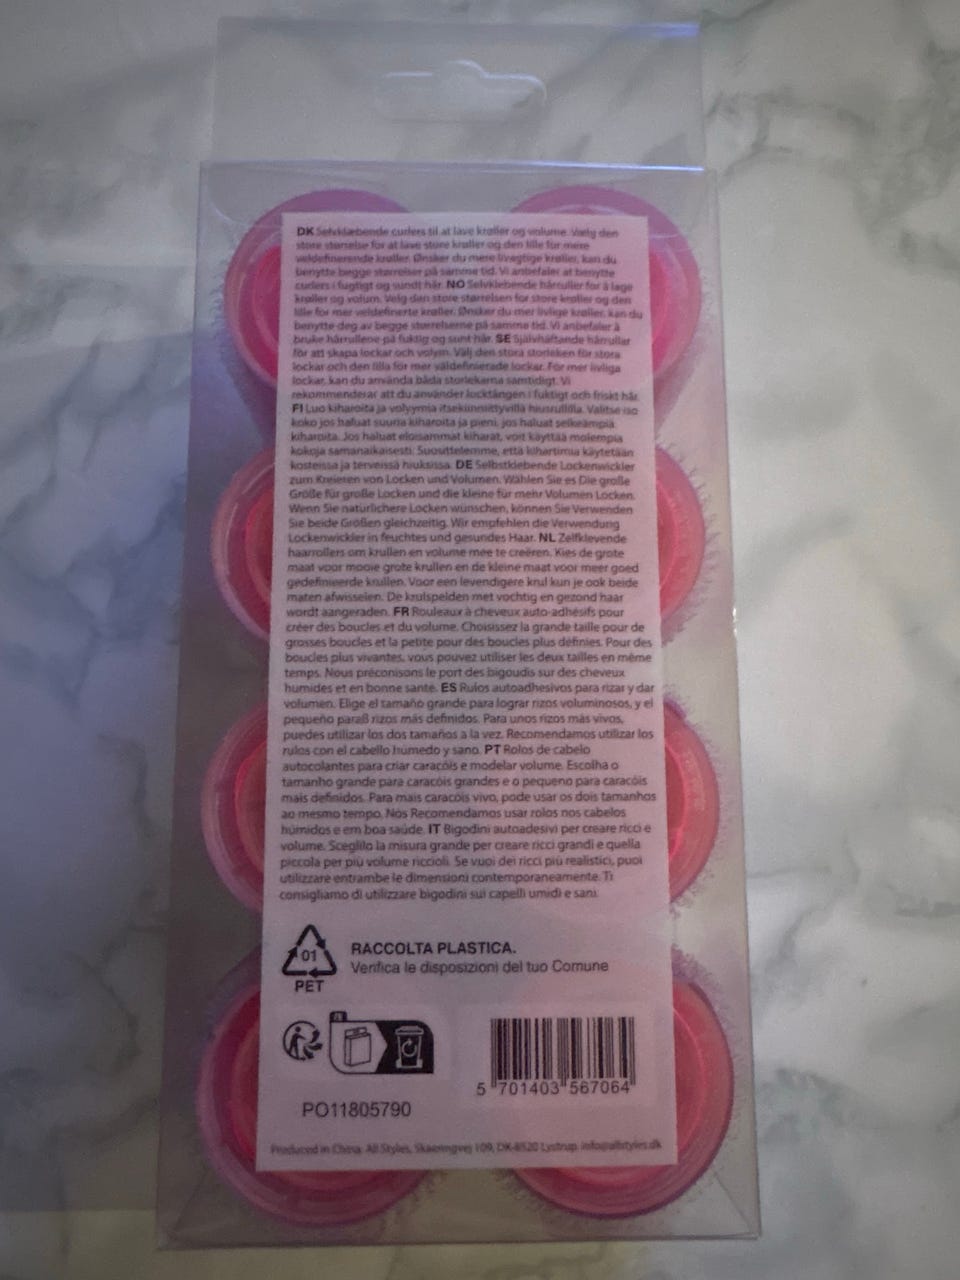 DK Selvklæbende curlers til at lave krøller og volume. Vælg den
store størrelse for at lave store krøller og den lille for mere
veldefinerende krøller. Ønsker du mere livagtige krøller, kan du
benytte begge størrelser på samme tid. Vi anbefaler at benytte
curlers i fugtigt og sundt hår. NO Selvklebende hårruller for å lage
krøller og volum. Velg den store størrelsen for store krøller og den
lille for mer veldefinerte krøller. Ønsker du mer livlige krøller, kan du
benytte deg av begge størrelserne på samme tid. Vi anbefaler å
bruke hårrullene på fuktig og sunt hår. SE Självhäftande hårrullar
för att skapa lockar och volym. Välj den stora storleken för stora
lockar och den lilla för mer väldefinierade lockar. För mer livliga
lockar, kan du använda båda storlekarna samtidigt. Vi
rekommenderar att du använder locktången i fuktigt och friskt hår.
FI Luo kiharoita ja volyymia itsekiinnittyvillä hiusrullilla. Valitse iso
koko jos haluat suuria kiharoita ja pieni, jos haluat selkeämpiä
kiharoita. Jos haluat eloisammat kiharat, voit käyttää molempia
kokoja samanaikaisesti. Suosittelemme, että kihartimia käytetään
kosteissa ja terveissä hiuksissa. DE Selbstklebende Lockenwickler
zum Kreieren von Locken und Volumen. Wählen Sie es Die große
Größe für große Locken und die kleine für mehr Volumen Locken.
Wenn Sie natürlichere Locken wünschen, können Sie Verwenden
Sie beide Größen gleichzeitig. Wir empfehlen die Verwendung
Lockenwickler in feuchtes und gesundes Haar. NL Zelfklevende
haarrollers om krullen en volume mee te creëren. Kies de grote
maat voor mooie grote krullen en de kleine maat voor meer goed
gedefinieerde krullen. Voor een levendigere krul kun je ook beide
maten afwisselen. De krulspelden met vochtig en gezond haar
wordt aangeraden. FR Rouleaux à cheveux auto-adhésifs pour
créer des boucles et du volume. Choisissez la grande taille pour de
grosses boucles et la petite pour des boucles plus définies. Pour des
boucles plus vivantes, vous pouvez utiliser les deux tailles en même
temps. Nous préconisons le port des bigoudis sur des cheveux
humides et en bonne santé. ES Rulos autoadhesivos para rizar y dar
volumen. Elige el tamaño grande para lograr rizos voluminosos, y el
pequeño paraß rizos más definidos. Para unos rizos más vivos,
puedes utilizar los dos tamaños a la vez. Recomendamos utilizar los
rulos con el cabello húmedo y sano. PT Rolos de cabelo
autocolantes para criar caracóis e modelar volume. Escolha o
tamanho grande para caracóis grandes e o pequeno para caracóis
mais definidos. Para mais caracóis vivo, pode usar os dois tamanhos
ao mesmo tempo. Nós Recomendamos usar rolos nos cabelos
húmidos e em boa saúde. IT Bigodini autoadesivi per creare ricci e
volume. Sceglilo la misura grande per creare ricci grandi e quella
piccola per più volume riccioli. Se vuoi dei ricci più realistici, puoi
utilizzare entrambe le dimensioni contemporaneamente. Ti
consigliamo di utilizzare bigodini sui capelli umidi e sani.
01
PET
RACCOLTA PLASTICA.
Verifica le disposizioni del tuo Comune
FR
5 701403 567064
PO11805790
Produced in China. All Styles, Skæringvej 109, DK-8520 Lystrup. info@allstyles.dk